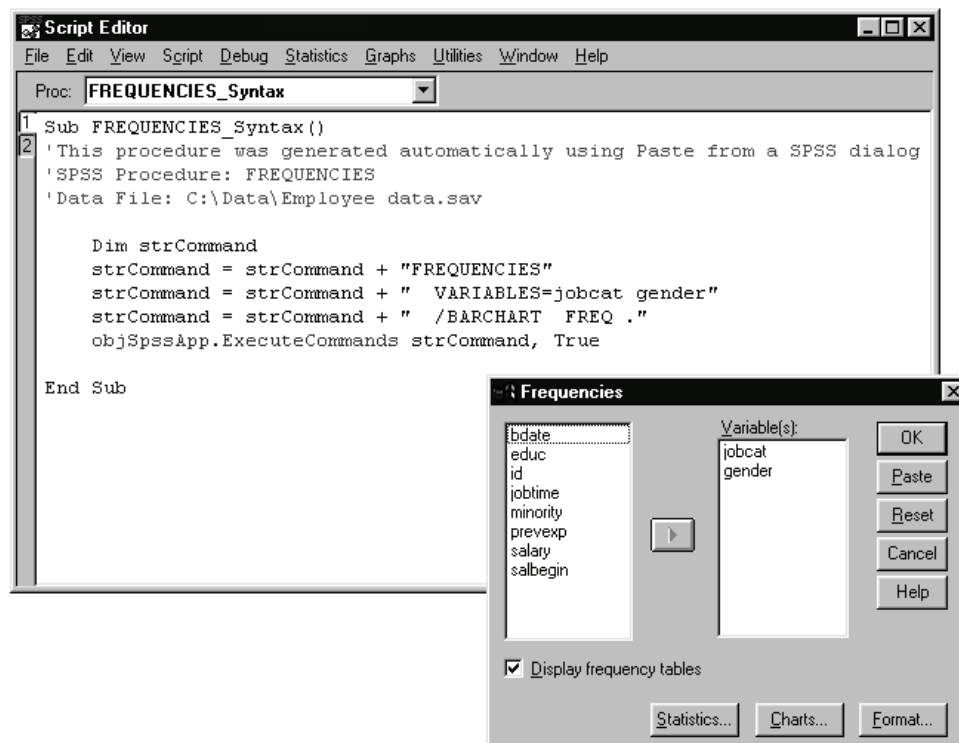 Script Editor
File Edit View Script Debug Statistics Graphs Utilities Window Help
Proc: FREQUENCIES_Syntax
1
2
Sub FREQUENCIES_Syntax()
'This procedure was generated automatically using Paste from a SPSS dialog
'SPSS Procedure: FREQUENCIES
'Data File: C:\Data\Employee data.sav
Dim strCommand
strCommand = strCommand + "FREQUENCIES"
strCommand = strCommand + "  VARIABLES=jobcat gender"
strCommand = strCommand + "  /BARCHART  FREQ ."
objSpssApp.ExecuteCommands strCommand, True
End Sub
Frequencies
bdate
educ
id
jobtime
minority
prevexp
salary
salbegin
Variable(s):
jobcat
gender
OK
Paste
Reset
Cancel
Help
Display frequency tables
Statistics... Charts... Format...